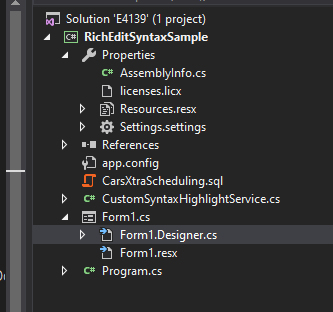 Solution 'E4139' (1 project)
RichEditSyntaxSample
Properties
AssemblyInfo.cs
licenses.licx
Resources.resx
Settings.settings
References
app.config
CarsXtraScheduling.sql
CustomSyntaxHighlightService.cs
Form1.cs
Form1.Designer.cs
Form1.resx
Program.cs